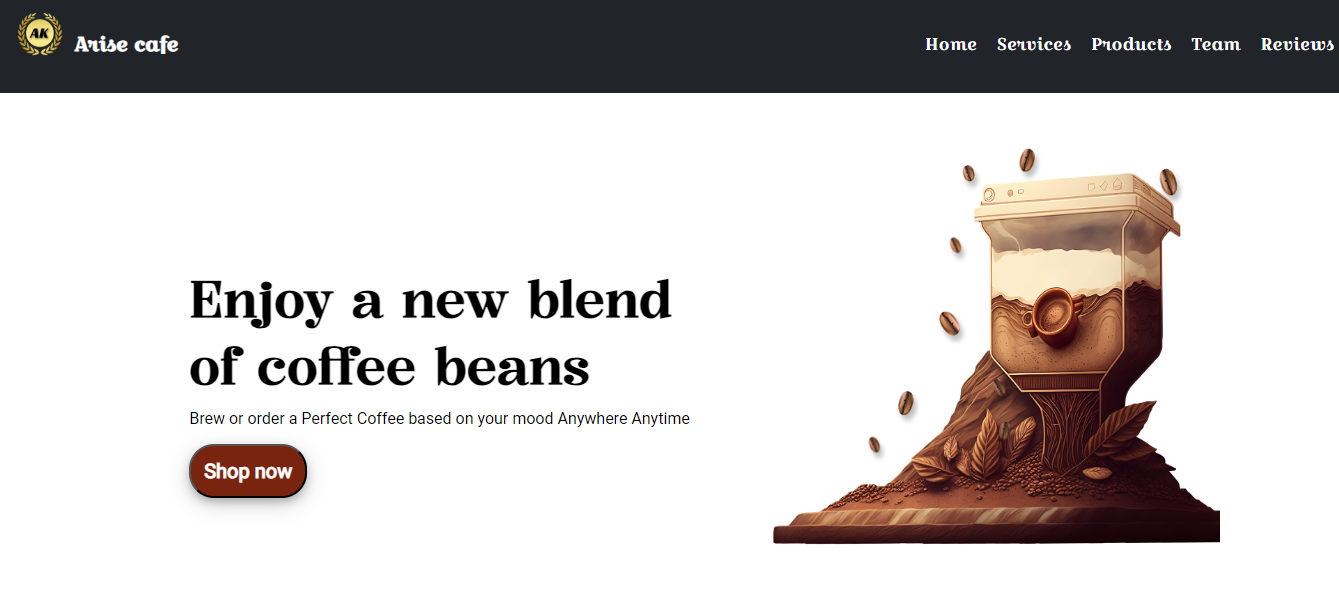 AK
Arise cafe
Home Services Products Team Reviews
Enjoy a new blend
of coffee beans
Brew or order a Perfect Coffee based on your mood Anywhere Anytime
Shop now